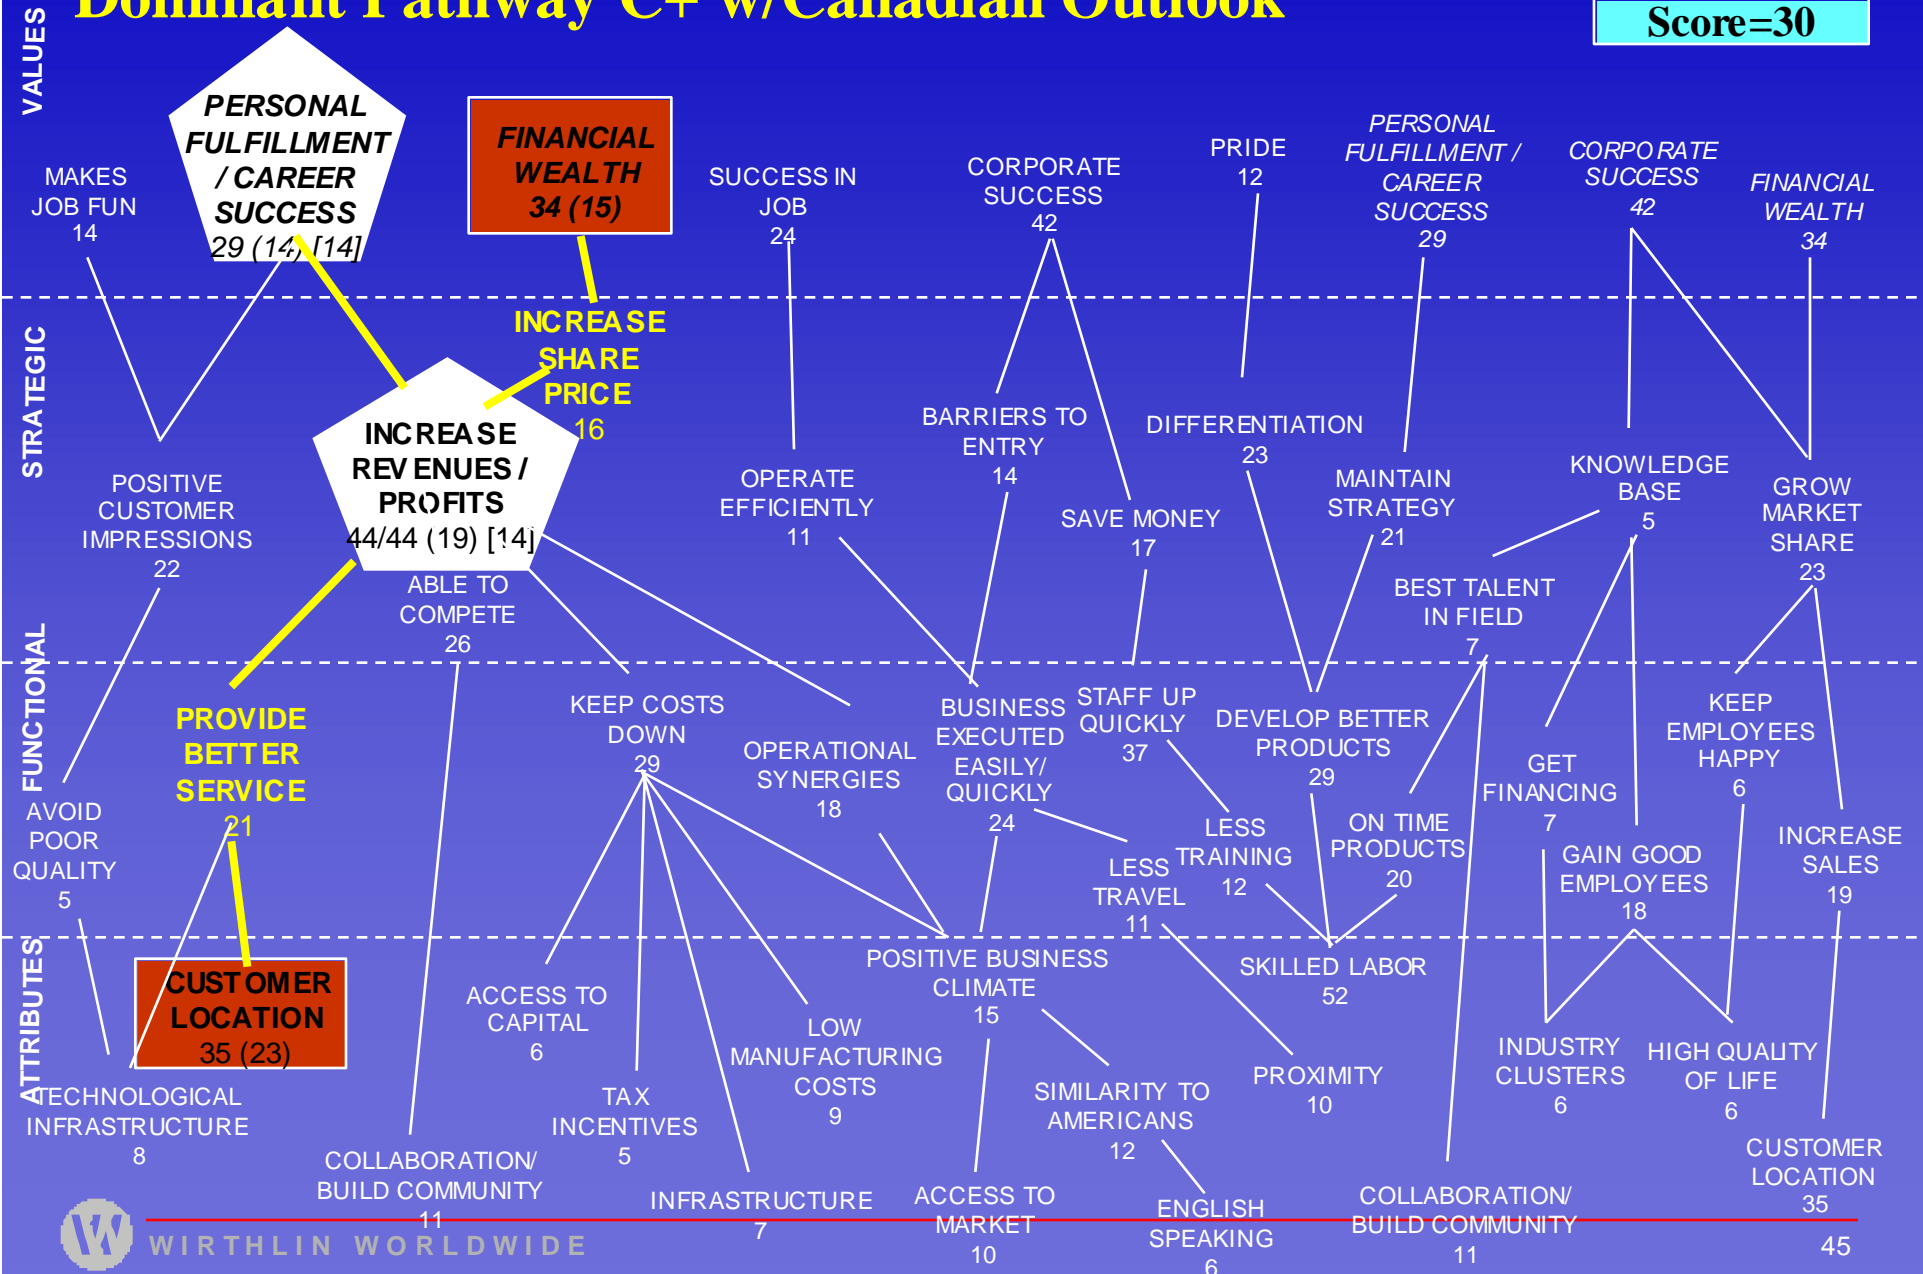 Dominant Pathway C+ w/Canadian Outlook
Score=30
VALUES
PERSONAL
FULFILLMENT
/ CAREER
SUCCESS
29 (14) [14]
FINANCIAL
WEALTH
34 (15)
MAKES
JOB FUN
14
SUCCESS IN
JOB
24
CORPORATE
SUCCESS
42
PRIDE
12
PERSONAL
FULFILLMENT /
CAREER
SUCCESS
29
CORPORATE
SUCCESS
42
FINANCIAL
WEALTH
34
STRATEGIC
INCREASE
SHARE
PRICE
16
INCREASE
REVENUES /
PROFITS
44/44 (19) [14]
POSITIVE
CUSTOMER
IMPRESSIONS
22
ABLE TO
COMPETE
26
OPERATE
EFFICIENTLY
11
BARRIERS TO
ENTRY
14
SAVE MONEY
17
DIFFERENTIATION
23
MAINTAIN
STRATEGY
21
KNOWLEDGE
BASE
5
GROW
MARKET
SHARE
23
BEST TALENT
IN FIELD
7
FUNCTIONAL
PROVIDE
BETTER
SERVICE
21
AVOID
POOR
QUALITY
5
KEEP COSTS
DOWN
29
OPERATIONAL
SYNERGIES
18
BUSINESS
EXECUTED
EASILY/
QUICKLY
24
STAFF UP
QUICKLY
37
DEVELOP BETTER
PRODUCTS
29
LESS
TRAVEL
11
LESS
TRAINING
12
ON TIME
PRODUCTS
20
GET
FINANCING
7
GAIN GOOD
EMPLOYEES
18
KEEP
EMPLOYEES
HAPPY
6
INCREASE
SALES
19
ATTRIBUTES
CUSTOMER
LOCATION
35 (23)
TECHNOLOGICAL
INFRASTRUCTURE
8
COLLABORATION/
BUILD COMMUNITY
11
ACCESS TO
CAPITAL
6
TAX
INCENTIVES
5
INFRASTRUCTURE
7
LOW
MANUFACTURING
COSTS
9
POSITIVE BUSINESS
CLIMATE
15
ACCESS TO
MARKET
10
SIMILARITY TO
AMERICANS
12
ENGLISH
SPEAKING
6
SKILLED LABOR
52
PROXIMITY
10
COLLABORATION/
BUILD COMMUNITY
11
INDUSTRY
CLUSTERS
6
HIGH QUALITY
OF LIFE
6
CUSTOMER
LOCATION
35
WIRTHLIN WORLDWIDE
45